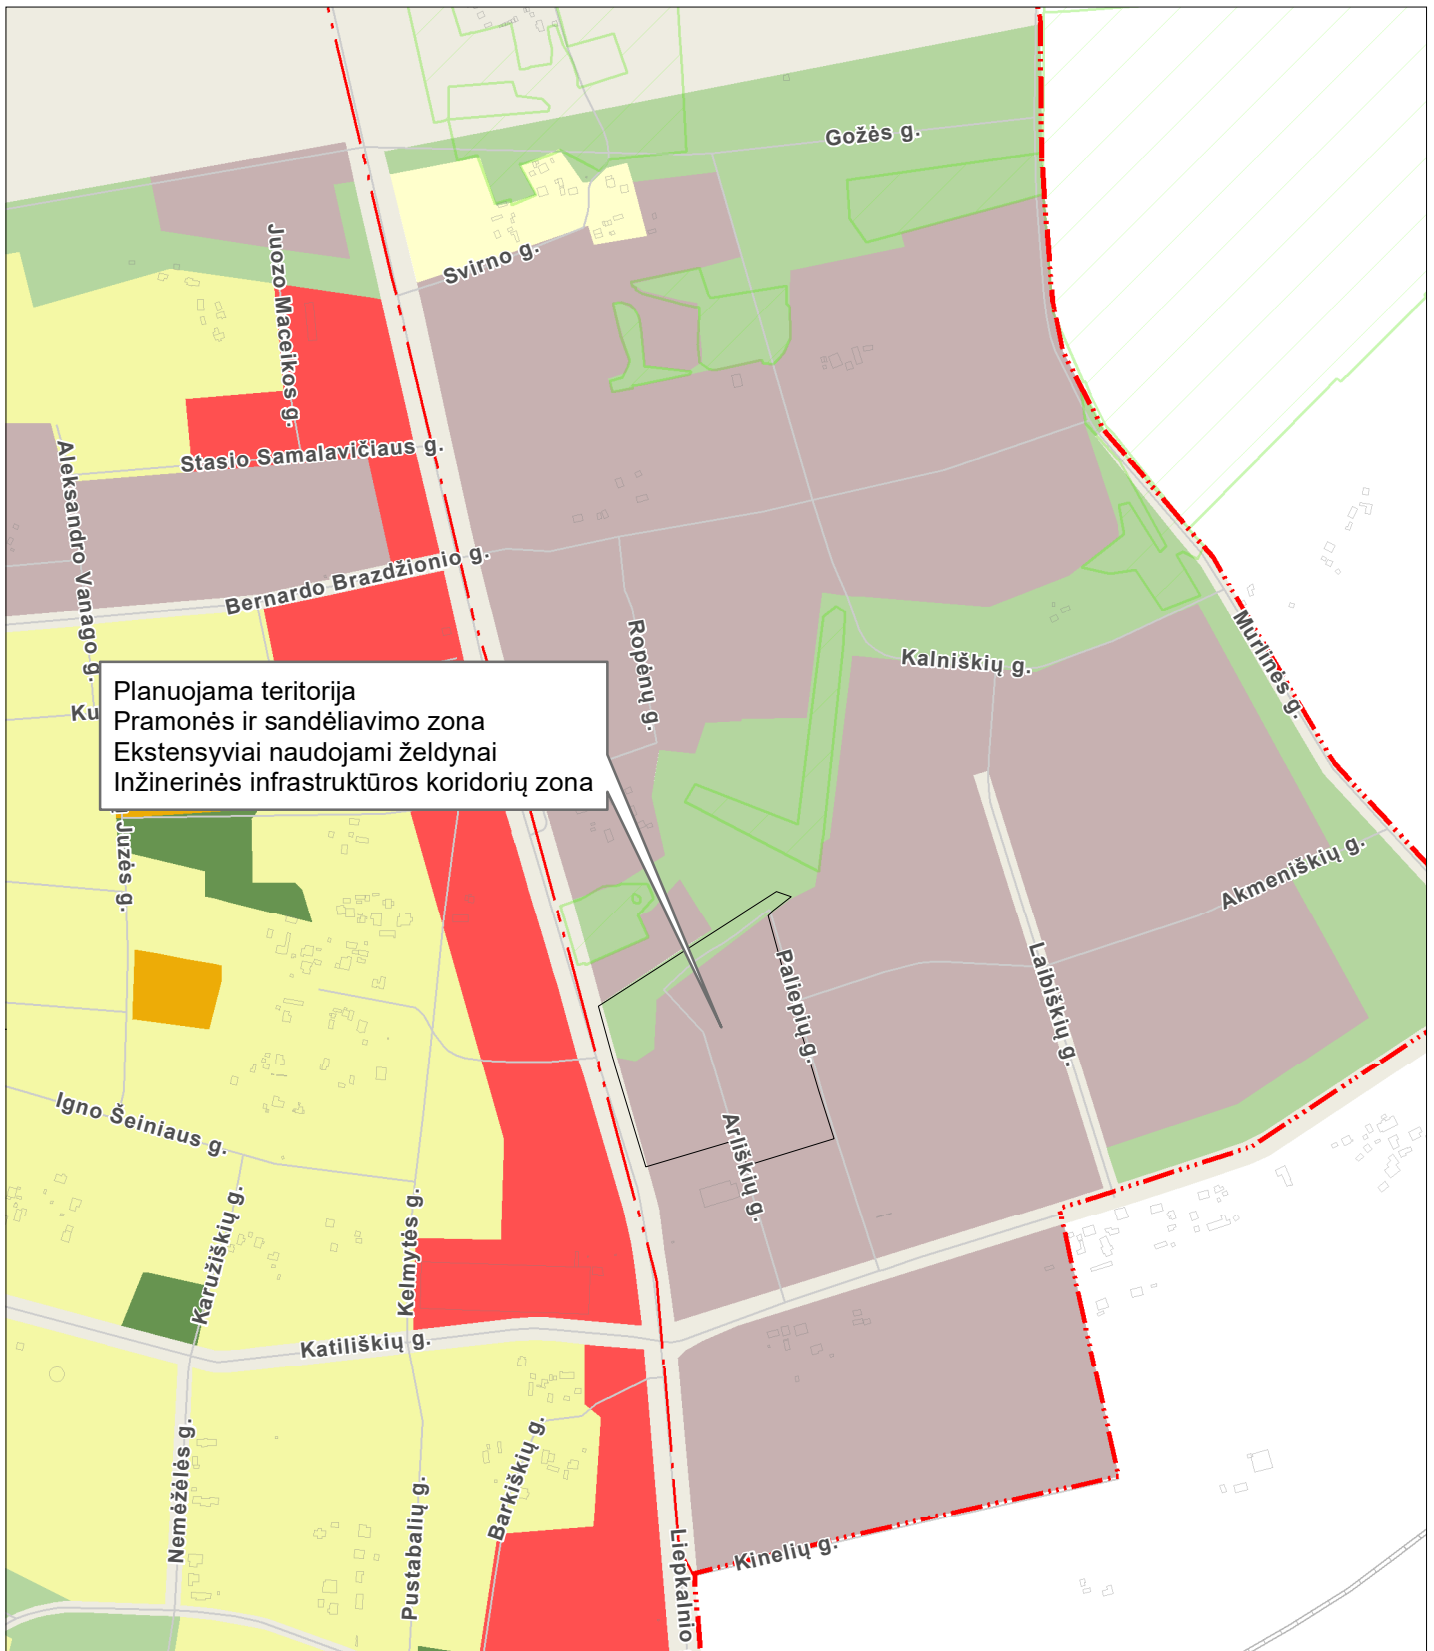 Gožės g.
Svirno g.
Juozo Maceikos g.
Stasio Samalavičiaus g.
Aleksandro Vanago g.
Bernardo Brazdžionio g.
Ropėnų g.
Kalniškių g.
Murlinės g.
Planuojama teritorija
Pramonės ir sandėliavimo zona
Ekstensyviai naudojami želdynai
Inžinerinės infrastruktūros koridorių zona
Ku
Juzės g.
Akmeniškių g.
Paliepių g.
Laibiškių g.
Igno Šeiniaus g.
Arliškių g.
Karužiškių g.
Kelmytės g.
Katiliškių g.
Nemėžėlės g.
Pustabalių g.
Barkiškių g.
Liepkalnio
Kinelių g.